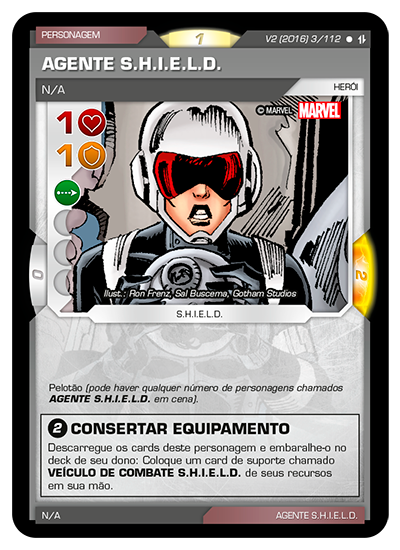 PERSONAGEM
1
V2 (2016) 3/112
AGENTE S.H.I.E.L.D.
N/A
HERÓI
© MARVEL MARVEL
1
1
0
2
Ilust.: Ron Frenz, Sal Buscema, Gotham Studios
S.H.I.E.L.D.
Pelotão (pode haver qualquer número de personagens chamados
AGENTE S.H.I.E.L.D. em cena).
2 CONSERTAR EQUIPAMENTO
Descarregue os cards deste personagem e embaralhe-o no
deck de seu dono: Coloque um card de suporte chamado
VEÍCULO DE COMBATE S.H.I.E.L.D. de seus recursos
em sua mão.
N/A
AGENTE S.H.I.E.L.D.